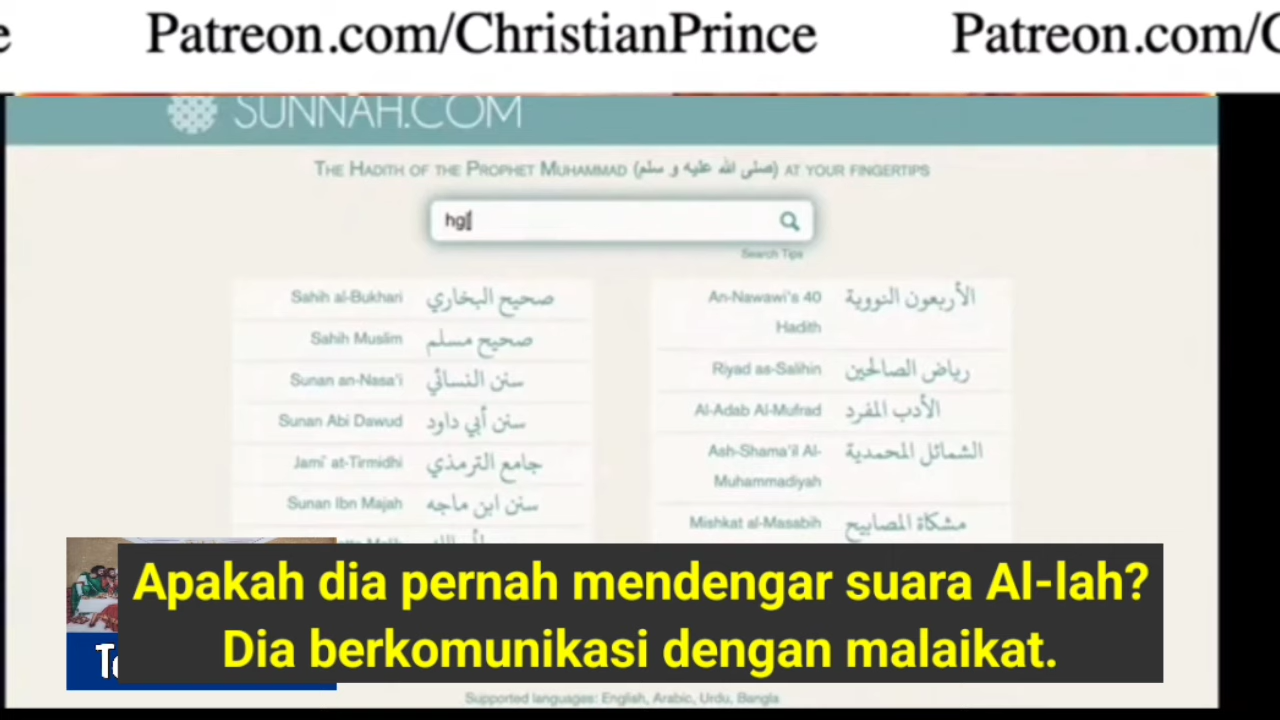 e Patreon.com/ChristianPrince Patreon.com/C
SUNNAH.COM
THE HADITH OF THE PROPHET MUHAMMAD (صلى الله عليه و سلم) AT YOUR FINGERTIPS
hg[
Search Tips
Sahih al-Bukhari صحيح البخاري
Sahih Muslim صحيح مسلم
Sunan an-Nasa'i سنن النسائي
Sunan Abi Dawud سنن أبي داود
Jami` at-Tirmidhi جامع الترمذي
Sunan Ibn Majah سنن ابن ماجه
An-Nawawi's 40 Hadith الأربعون النووية
Riyad as-Salihin رياض الصالحين
Al-Adab Al-Mufrad الأدب المفرد
Ash-Shama'il Al-Muhammadiyah الشمائل المحمدية
Mishkat al-Masabih مشكاة المصابيح
Apakah dia pernah mendengar suara Al-lah?
Dia berkomunikasi dengan malaikat.
Supported languages: English, Arabic, Urdu, Bangla